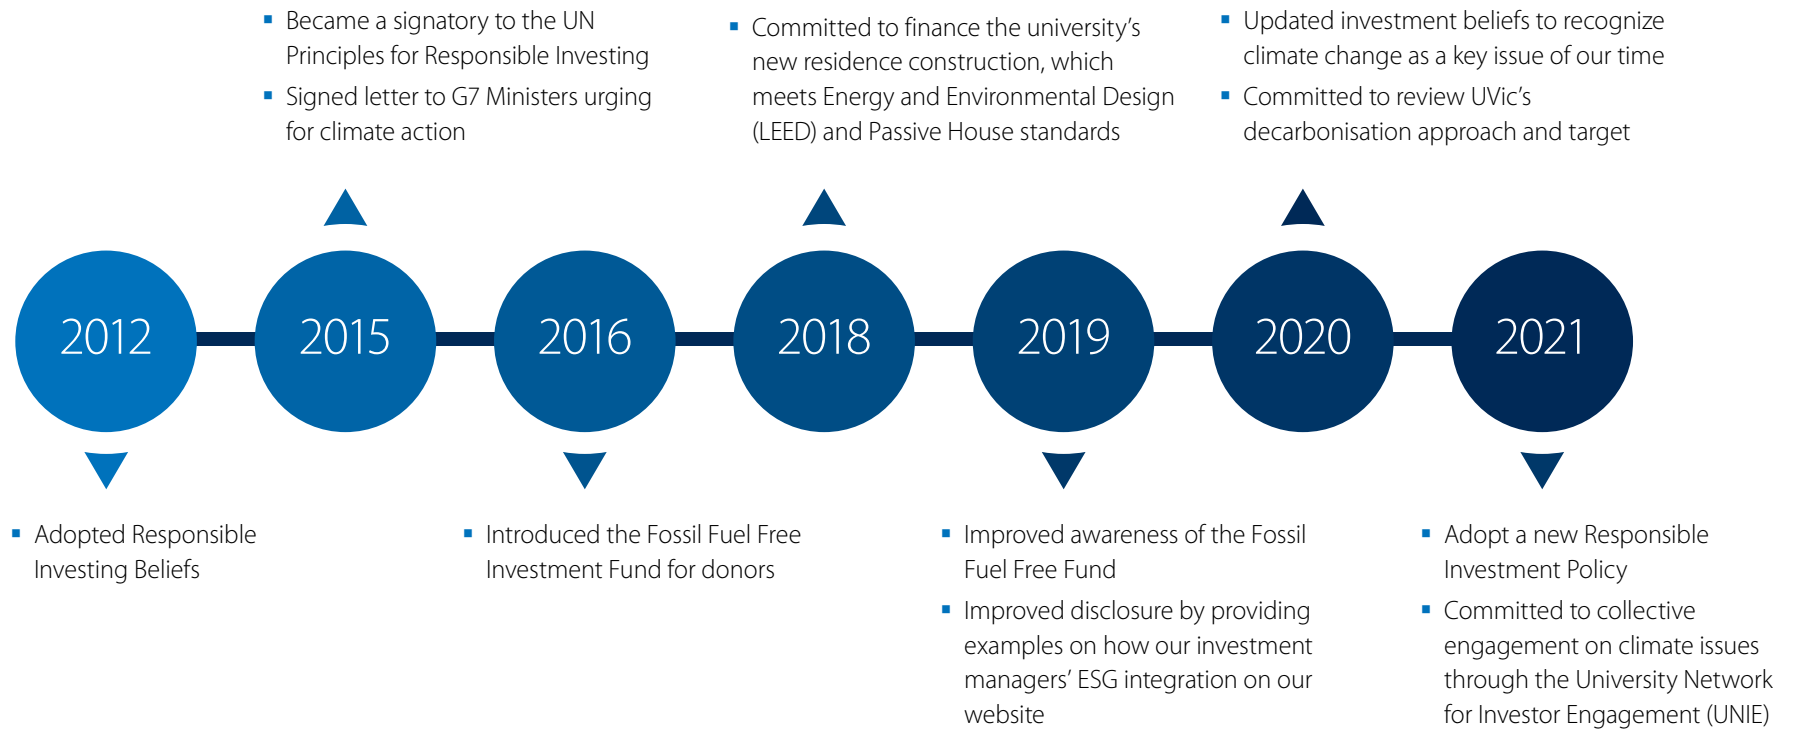 ▪ Became a signatory to the UN
Principles for Responsible Investing
▪ Signed letter to G7 Ministers urging
for climate action
▪ Committed to finance the university’s
new residence construction, which
meets Energy and Environmental Design
(LEED) and Passive House standards
▪ Updated investment beliefs to recognize
climate change as a key issue of our time
▪ Committed to review UVic’s
decarbonisation approach and target
2012
2015
2016
2018
2019
2020
2021
▪ Adopted Responsible
Investing Beliefs
▪ Introduced the Fossil Fuel Free
Investment Fund for donors
▪ Improved awareness of the Fossil
Fuel Free Fund
▪ Improved disclosure by providing
examples on how our investment
managers’ ESG integration on our
website
▪ Adopt a new Responsible
Investment Policy
▪ Committed to collective
engagement on climate issues
through the University Network
for Investor Engagement (UNIE)